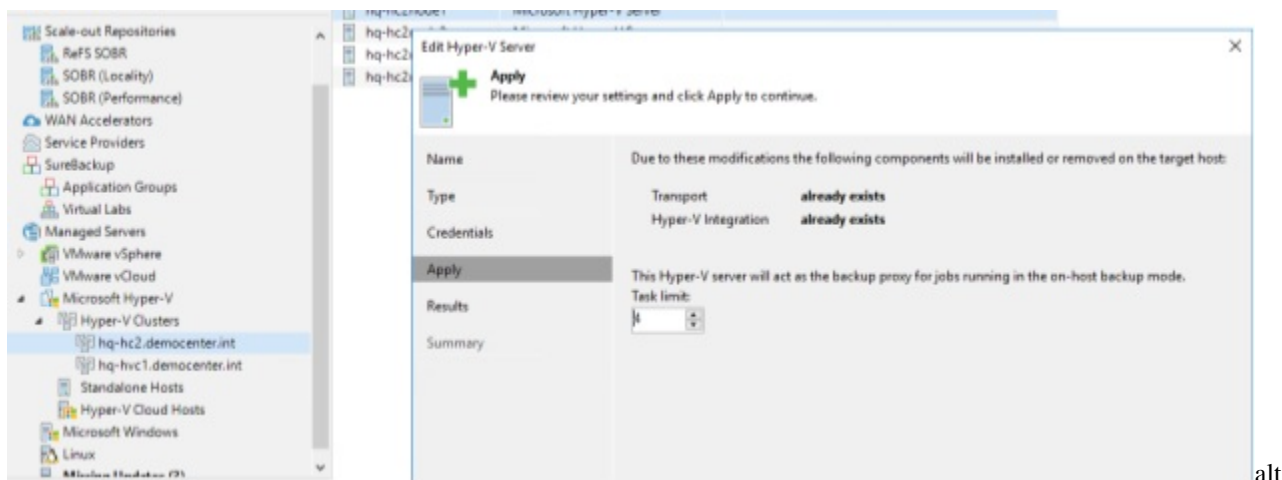 Scale-out Repositories
ReFS SOBR
SOBR (Locality)
SOBR (Performance)
WAN Accelerators
Service Providers
SureBackup
Application Groups
Virtual Labs
Managed Servers
VMware vSphere
VMware vCloud
Microsoft Hyper-V
Hyper-V Clusters
hq-hc2.democenter.int
hq-hvc1.democenter.int
Standalone Hosts
Hyper-V Cloud Hosts
Microsoft Windows
Linux
Missing Updates (2)
hq-hc2node1 Microsoft Hyper-V Server
Edit Hyper-V Server
Apply
Please review your settings and click Apply to continue.
Name
Type
Credentials
Apply
Results
Summary
Due to these modifications the following components will be installed or removed on the target host:
Transport already exists
Hyper-V Integration already exists
This Hyper-V server will act as the backup proxy for jobs running in the on-host backup mode.
Task limit:
4
alt